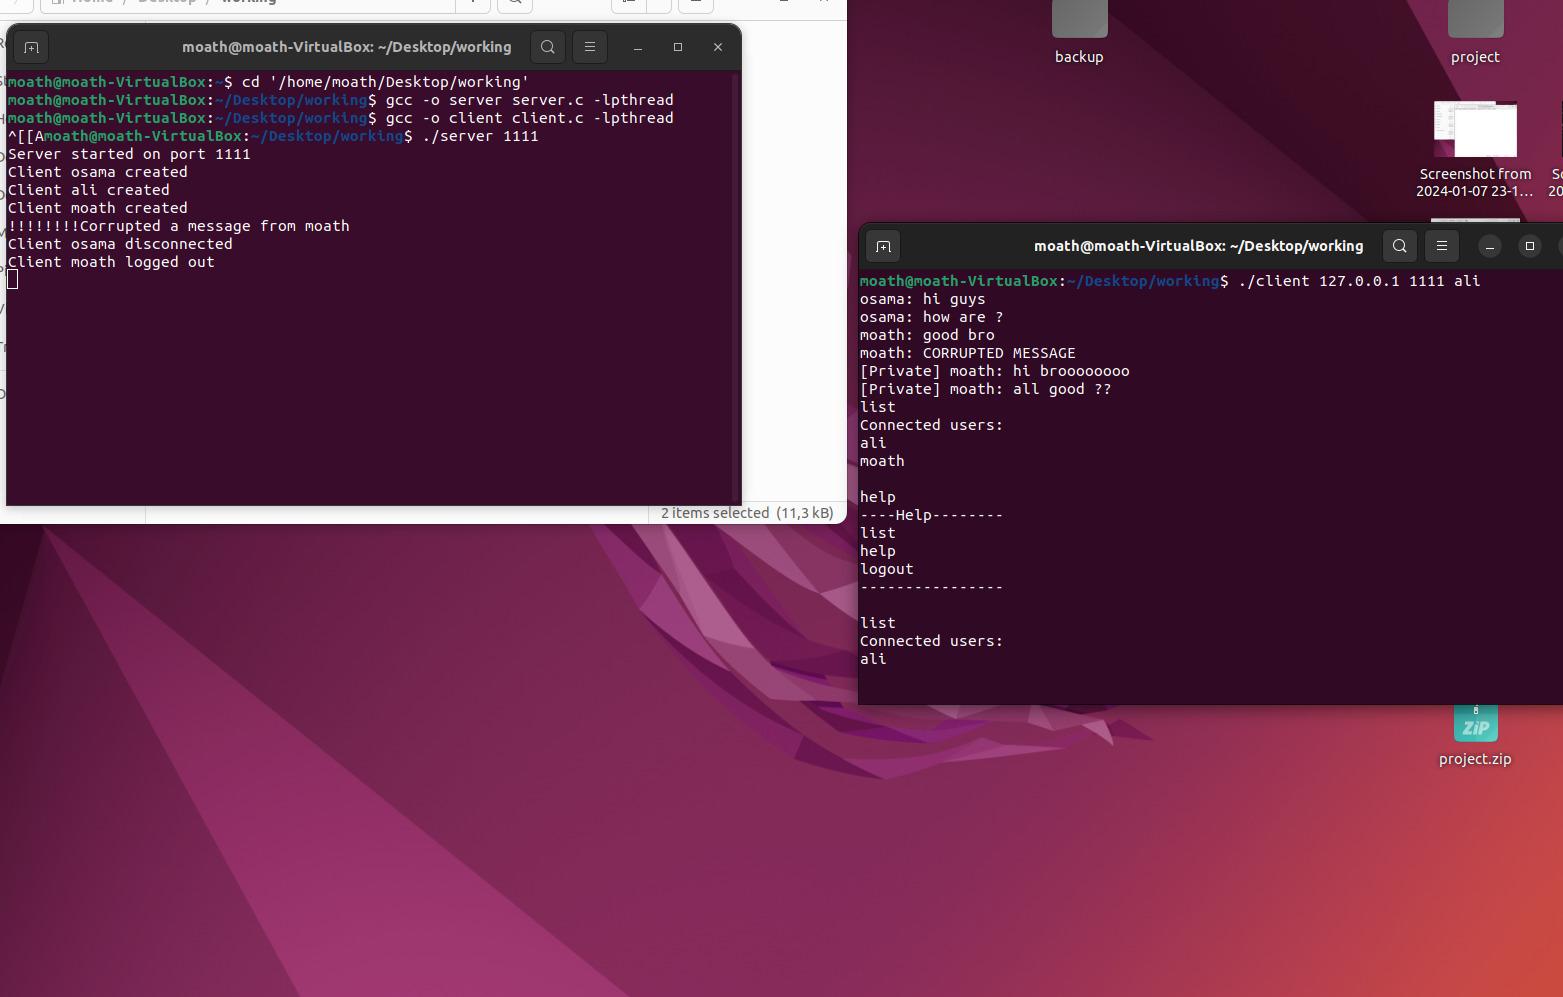 Home / Desktop / working
moath@moath-VirtualBox: ~/Desktop/working
moath@moath-VirtualBox:~$ cd '/home/moath/Desktop/working'
moath@moath-VirtualBox:~/Desktop/working$ gcc -o server server.c -lpthread
moath@moath-VirtualBox:~/Desktop/working$ gcc -o client client.c -lpthread
^[[Amoath@moath-VirtualBox:~/Desktop/working$ ./server 1111
Server started on port 1111
Client osama created
Client ali created
Client moath created
!!!!!!!!Corrupted a message from moath
Client osama disconnected
Client moath logged out
2 items selected (11,3 kB)
backup
project
Screenshot from
2024-01-07 23-1...
moath@moath-VirtualBox: ~/Desktop/working
moath@moath-VirtualBox:~/Desktop/working$ ./client 127.0.0.1 1111 ali
osama: hi guys
osama: how are ?
moath: good bro
moath: CORRUPTED MESSAGE
[Private] moath: hi broooooooo
[Private] moath: all good ??
list
Connected users:
ali
moath
help
----Help--------
list
help
logout
----------------
list
Connected users:
ali
ZIP
project.zip